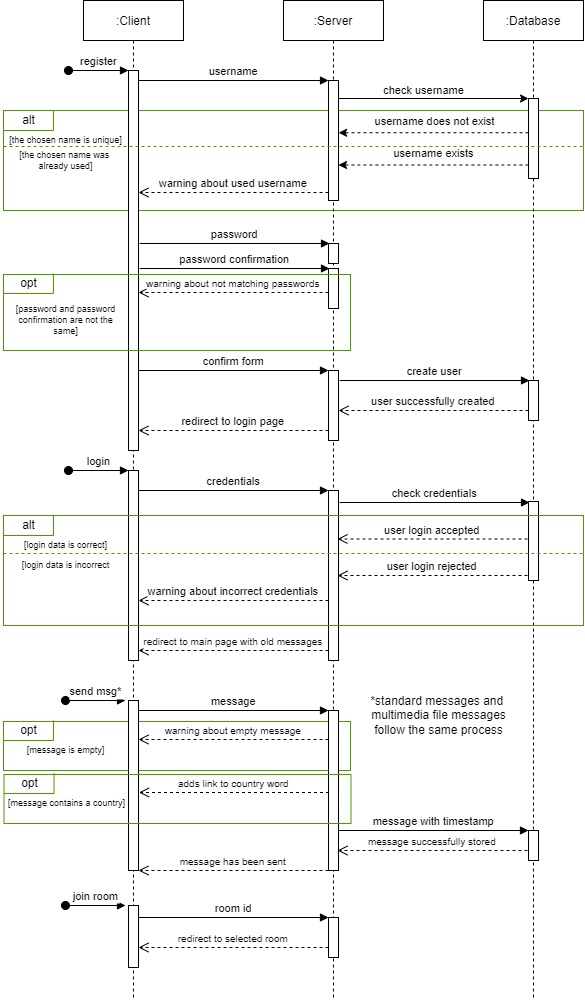 :Client
:Server
:Database
register
username
check username
alt
username does not exist
[the chosen name is unique]
[the chosen name was
already used]
username exists
warning about used username
password
password confirmation
opt
warning about not matching passwords
[password and password
confirmation are not the
same]
confirm form
create user
user successfully created
redirect to login page
login
credentials
check credentials
alt
user login accepted
[login data is correct]
[login data is incorrect
user login rejected
warning about incorrect credentials
redirect to main page with old messages
send msg*
message
*standard messages and
multimedia file messages
follow the same process
opt
warning about empty message
[message is empty]
opt
adds link to country word
[message contains a country]
message with timestamp
message successfully stored
message has been sent
join room
room id
redirect to selected room